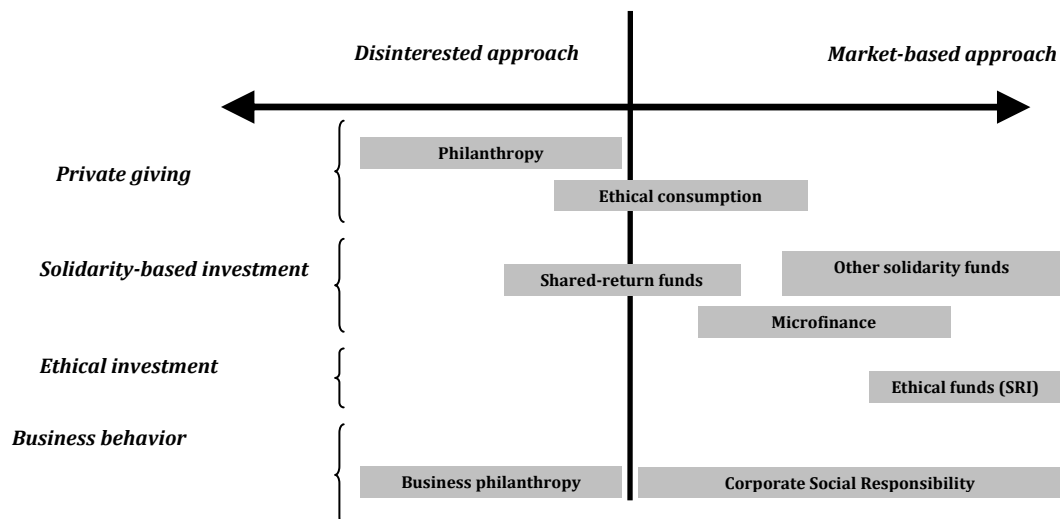 Disinterested approach
Market-based approach
Philanthropy
Private giving
Ethical consumption
Solidarity-based investment
Other solidarity funds
Shared-return funds
Microfinance
Ethical investment
Ethical funds (SRI)
Business behavior
Business philanthropy
Corporate Social Responsibility